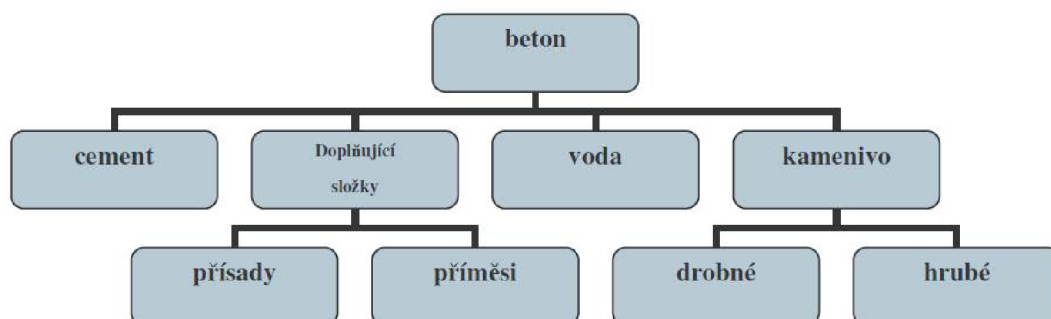 beton
cement
Doplňující
složky
voda
kamenivo
přísady
příměsi
drobné
hrubé